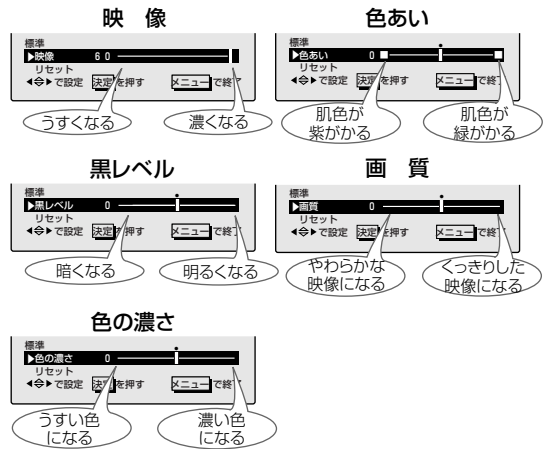 映 像
標準
▶映像 60
リセット
で設定 決定 を押す メニュー で終了
うすくなる
濃くなる
色あい
標準
▶色あい 0
リセット
で設定 決定 を押す メニュー で終了
肌色が
紫がかる
肌色が
緑がかる
黒レベル
標準
▶黒レベル 0
リセット
で設定 決定 を押す メニュー で終了
暗くなる
明るくなる
画 質
標準
▶画質 0
リセット
で設定 決定 を押す メニュー で終了
やわらかな
映像になる
くっきりした
映像になる
色の濃さ
標準
▶色の濃さ 0
リセット
で設定 決定 を押す メニュー で終了
うすい色
になる
濃い色
になる